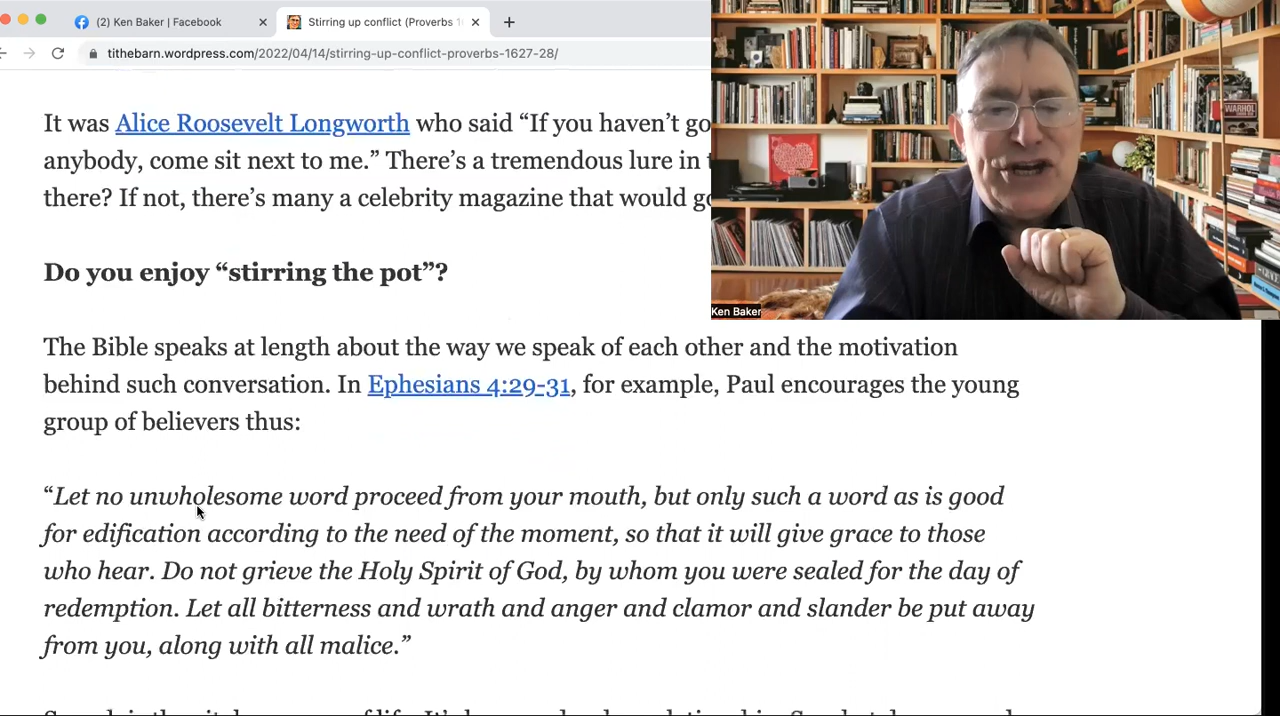 (2) Ken Baker | Facebook
Stirring up conflict (Proverbs 1
tithebarn.wordpress.com/2022/04/14/stirring-up-conflict-proverbs-1627-28/
It was Alice Roosevelt Longworth who said “If you haven’t go
anybody, come sit next to me.” There’s a tremendous lure in
there? If not, there’s many a celebrity magazine that would go
Do you enjoy “stirring the pot”?
The Bible speaks at length about the way we speak of each other and the motivation
behind such conversation. In Ephesians 4:29-31, for example, Paul encourages the young
group of believers thus:
“Let no unwholesome word proceed from your mouth, but only such a word as is good
for edification according to the need of the moment, so that it will give grace to those
who hear. Do not grieve the Holy Spirit of God, by whom you were sealed for the day of
redemption. Let all bitterness and wrath and anger and clamor and slander be put away
from you, along with all malice.”
WARHOL
Ken Baker